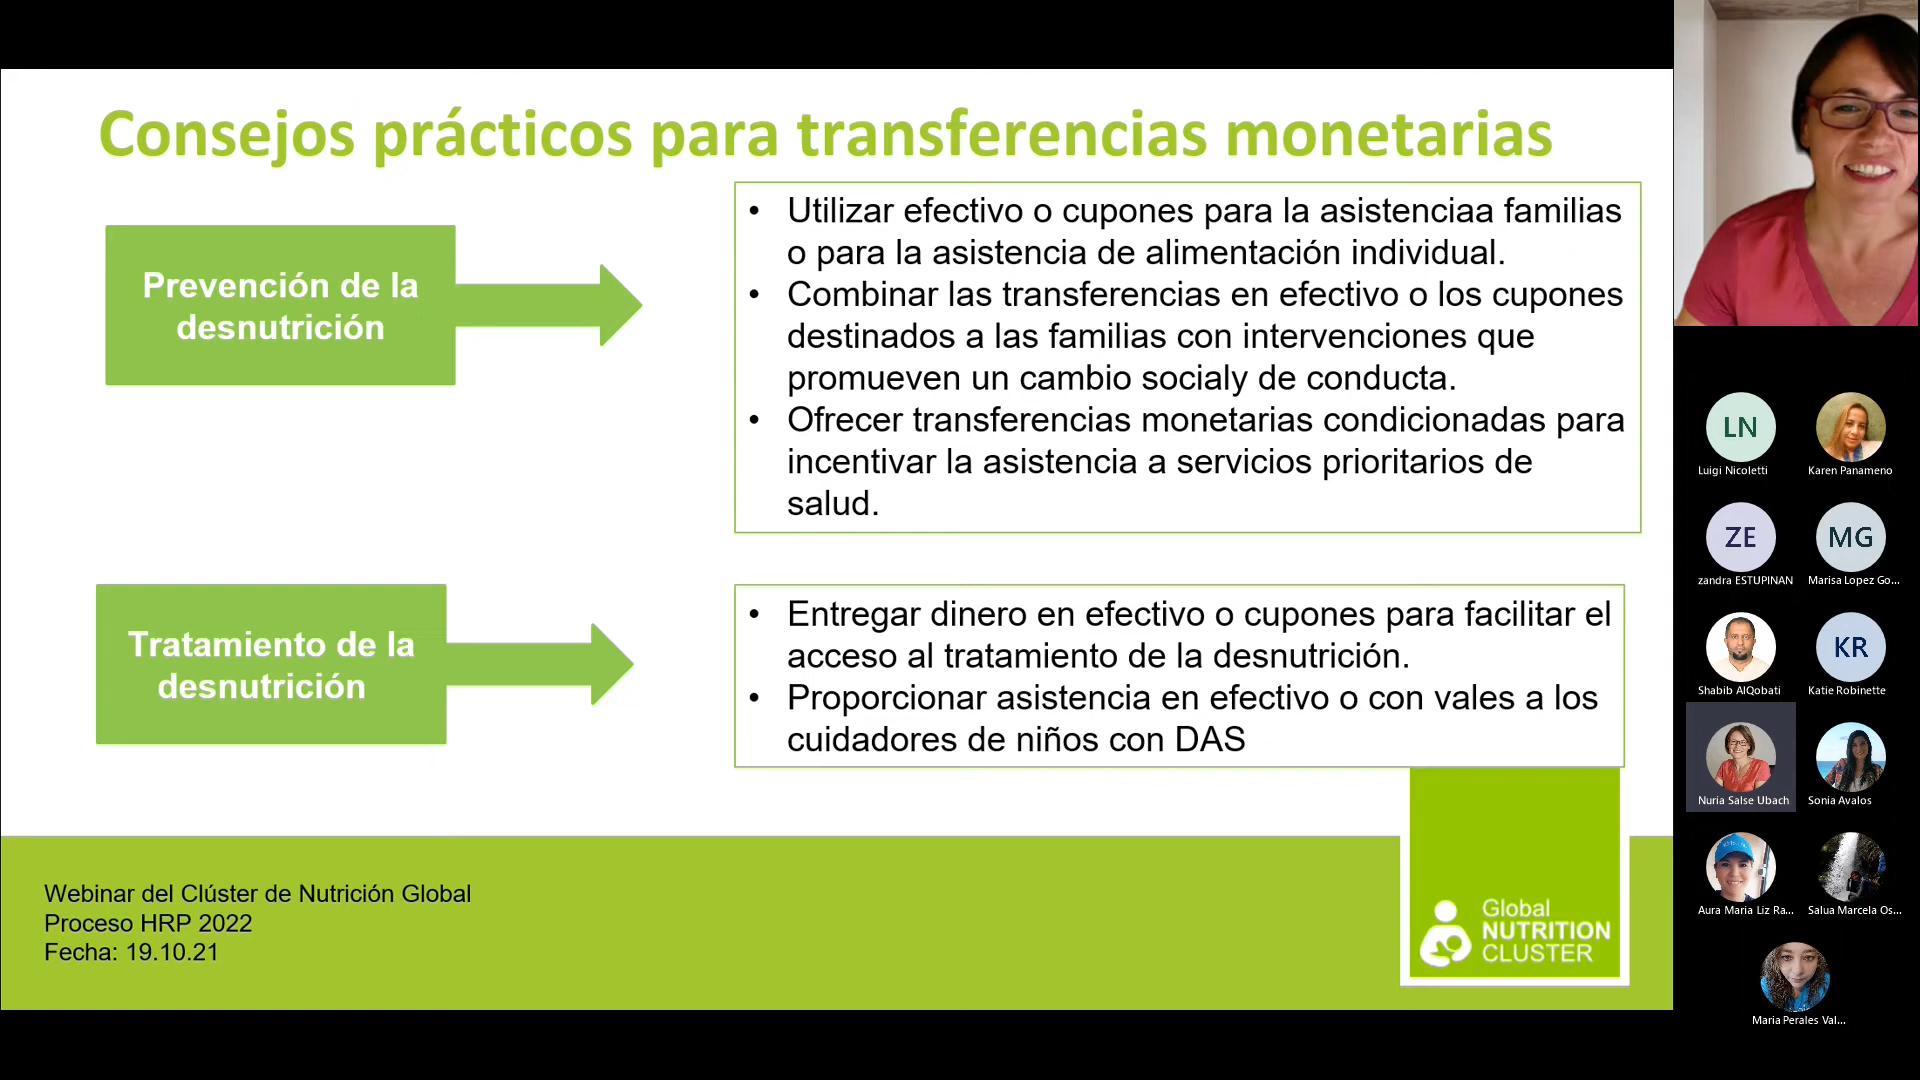 Consejos prácticos para transferencias monetarias
Prevención de la
desnutrición
• Utilizar efectivo o cupones para la asistenciaa familias
o para la asistencia de alimentación individual.
• Combinar las transferencias en efectivo o los cupones
destinados a las familias con intervenciones que
promueven un cambio socialy de conducta.
• Ofrecer transferencias monetarias condicionadas para
incentivar la asistencia a servicios prioritarios de
salud.
Tratamiento de la
desnutrición
• Entregar dinero en efectivo o cupones para facilitar el
acceso al tratamiento de la desnutrición.
• Proporcionar asistencia en efectivo o con vales a los
cuidadores de niños con DAS
Webinar del Clúster de Nutrición Global
Proceso HRP 2022
Fecha: 19.10.21
Global
NUTRITION
CLUSTER
LN
Luigi Nicoletti
Karen Panameno
ZE
zandra ESTUPINAN
MG
Marisa Lopez Go...
Shabib AlQobati
KR
Katie Robinette
Nuria Salse Ubach
Sonia Avalos
Aura Maria Liz Ra...
Salua Marcela Os...
Maria Perales Val...